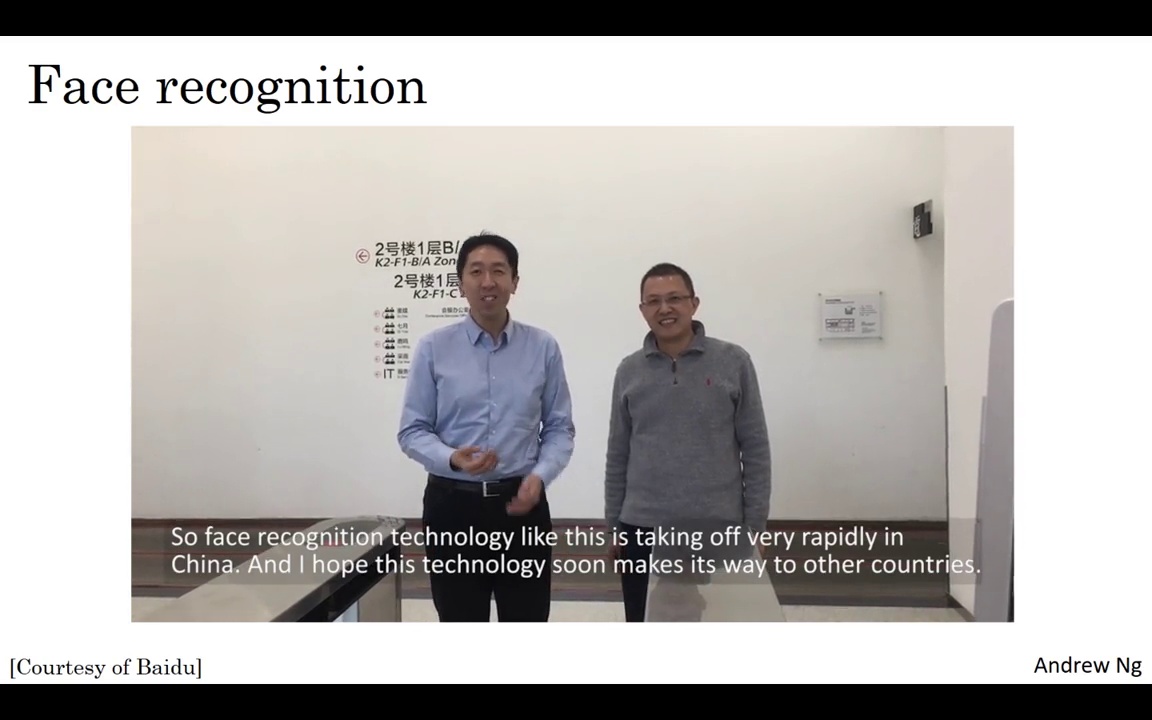 Face recognition
2号楼1层B/
K2-F1-B/A Zon
2号楼1层
K2-F1-C
七月
IT
So face recognition technology like this is taking off very rapidly in
China. And I hope this technology soon makes its way to other countries.
[Courtesy of Baidu]
Andrew Ng